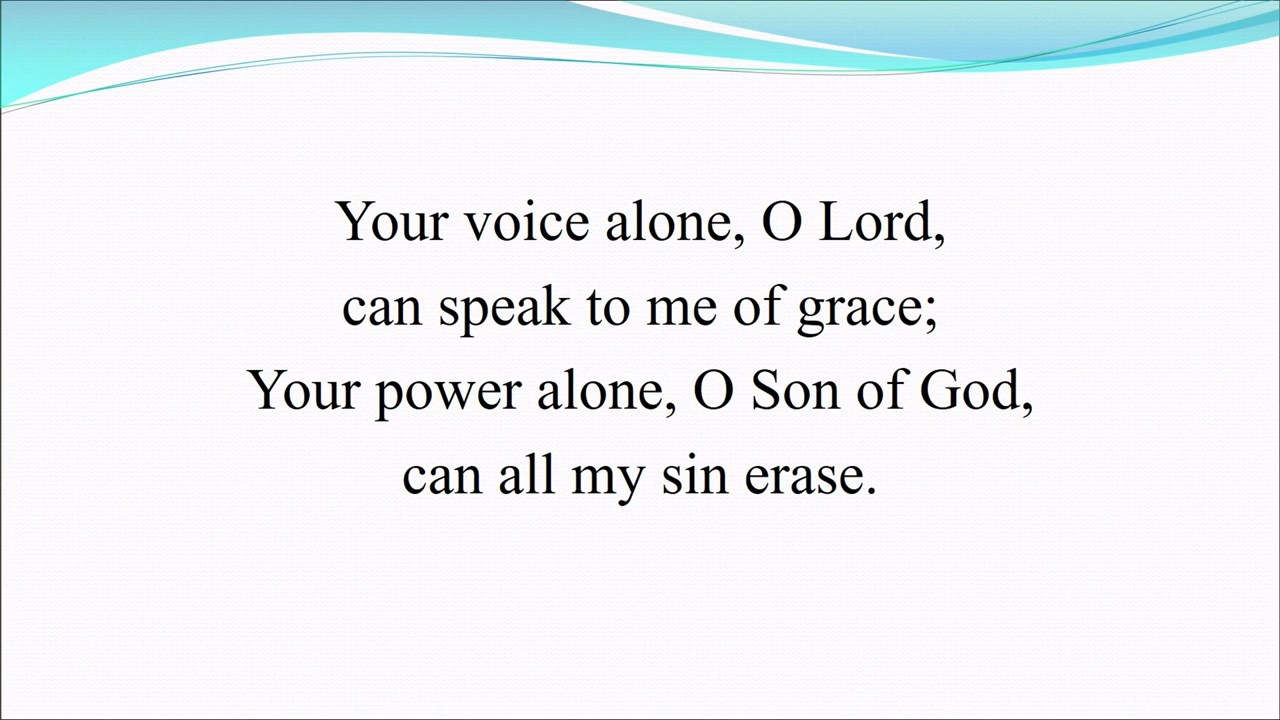 Your voice alone, O Lord,
can speak to me of grace;
Your power alone, O Son of God,
can all my sin erase.